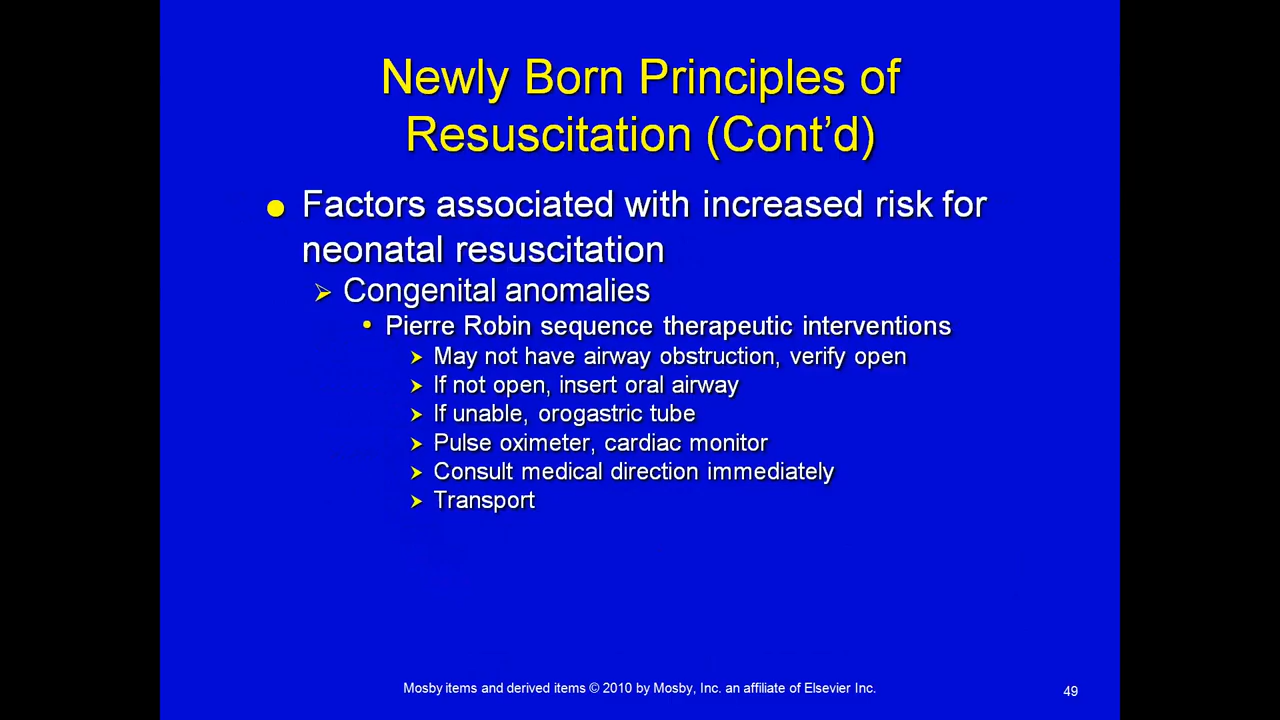 Newly Born Principles of
Resuscitation (Cont’d)
Factors associated with increased risk for
neonatal resuscitation
Congenital anomalies
Pierre Robin sequence therapeutic interventions
May not have airway obstruction, verify open
If not open, insert oral airway
If unable, orogastric tube
Pulse oximeter, cardiac monitor
Consult medical direction immediately
Transport
Mosby items and derived items © 2010 by Mosby, Inc. an affiliate of Elsevier Inc.
49